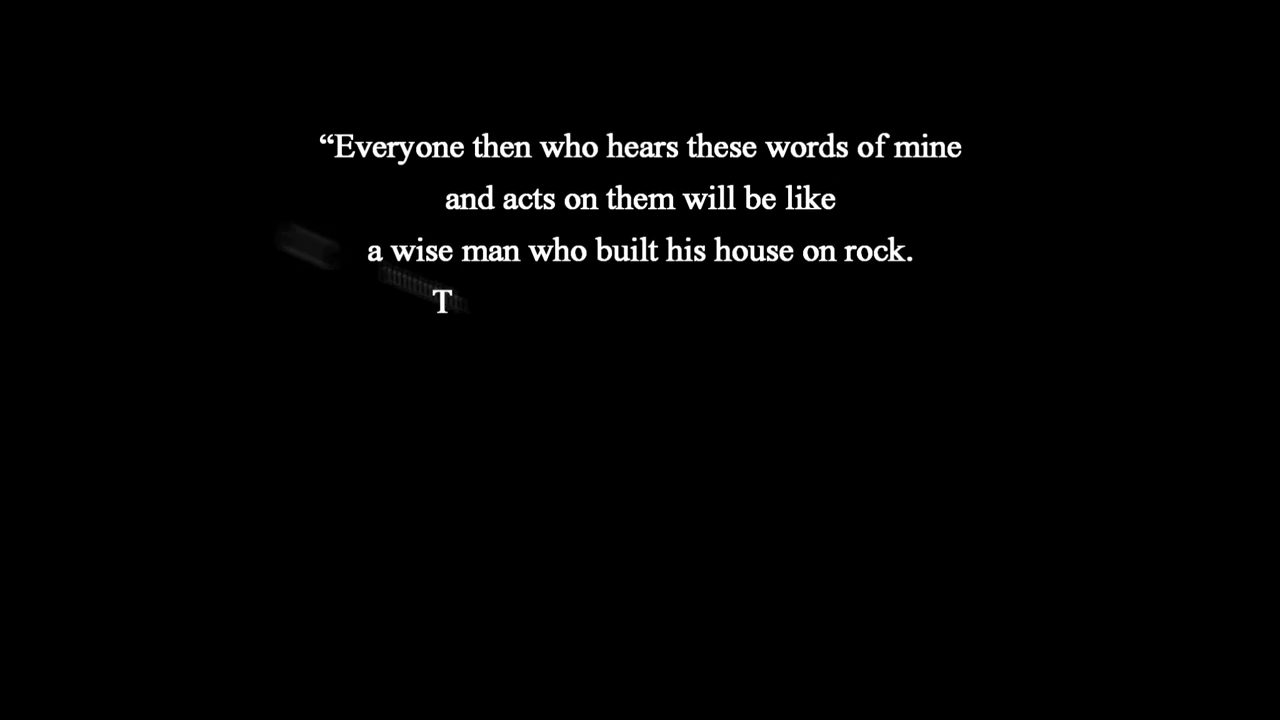 “Everyone then who hears these words of mine
and acts on them will be like
a wise man who built his house on rock.
T